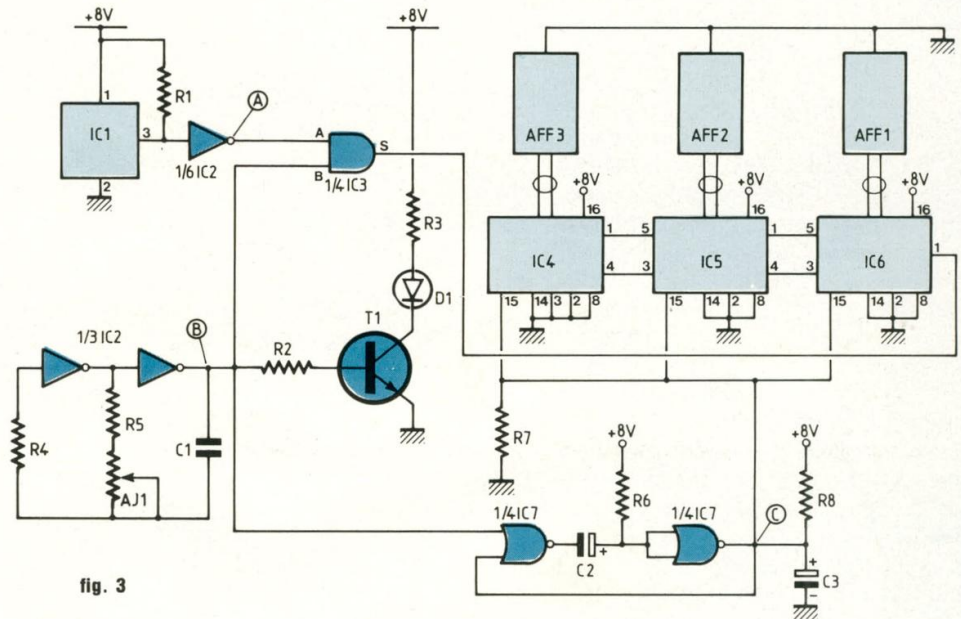 +8V
+8V
R1
1
IC1
3
2
A
1/6 IC2
A
B
S
1/4 IC3
R3
D1
T1
R2
1/3 IC2
B
R4
R5
AJ1
C1
AFF3
AFF2
AFF1
+8V
+8V
+8V
16
16
16
IC4
1
4
5
3
IC5
1
4
5
3
IC6
1
15
14
3
2
8
15
14
2
8
15
14
2
8
R7
+8V
R6
+8V
R8
1/4 IC7
C2
+
1/4 IC7
C
+
C3
-
fig. 3